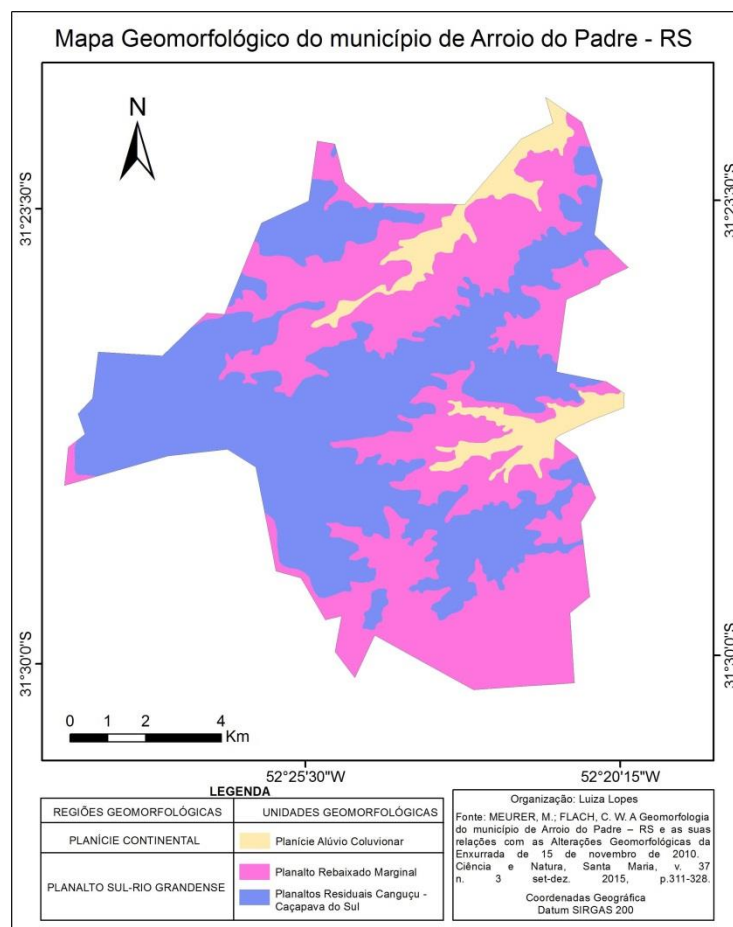 Mapa Geomorfológico do município de Arroio do Padre - RS
N
31°23'30"S
31°23'30"S
31°30'0"S
31°30'0"S
0 1 2 4
Km
52°25'30"W
52°20'15"W
LEGENDA
REGIÕES GEOMORFOLÓGICAS
UNIDADES GEOMORFOLÓGICAS
PLANÍCIE CONTINENTAL
Planície Alúvio Coluvionar
PLANALTO SUL-RIO GRANDENSE
Planalto Rebaixado Marginal
Planaltos Residuais Canguçu -
Caçapava do Sul
Organização: Luiza Lopes
Fonte: MEURER, M.; FLACH, C. W. A Geomorfologia
do município de Arroio do Padre – RS e as suas
relações com as Alterações Geomorfológicas da
Enxurrada de 15 de novembro de 2010.
Ciência e Natura, Santa Maria, v. 37
n. 3 set-dez. 2015, p.311-328.
Coordenadas Geográfica
Datum SIRGAS 200